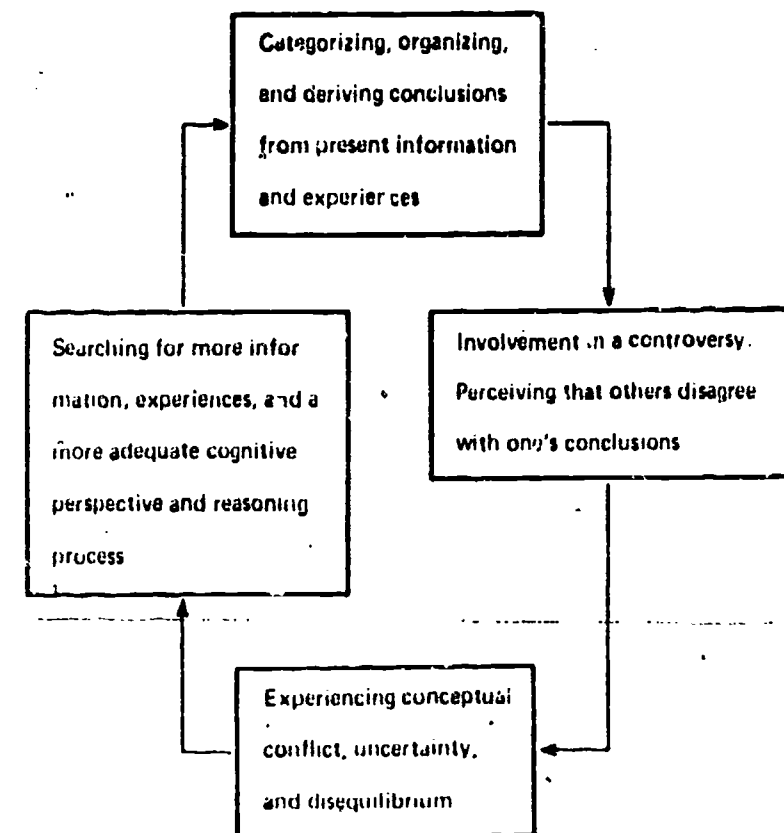 Categorizing, organizing,
and deriving conclusions
from present information
and experiences
Involvement in a controversy.
Perceiving that others disagree
with one's conclusions
Experiencing conceptual
conflict, uncertainty,
and disequilibrium
Searching for more infor
mation, experiences, and a
more adequate cognitive
perspective and reasoning
process